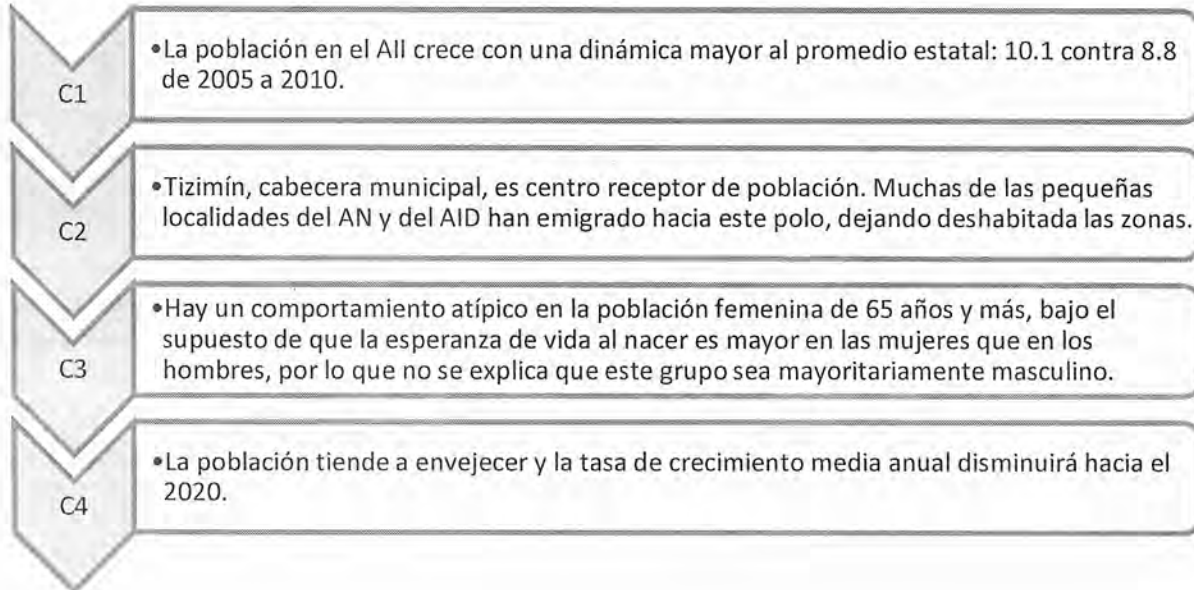 C1
•La población en el AII crece con una dinámica mayor al promedio estatal: 10.1 contra 8.8
de 2005 a 2010.
C2
•Tizimín, cabecera municipal, es centro receptor de población. Muchas de las pequeñas
localidades del AN y del AID han emigrado hacia este polo, dejando deshabitada las zonas.
C3
•Hay un comportamiento atípico en la población femenina de 65 años y más, bajo el
supuesto de que la esperanza de vida al nacer es mayor en las mujeres que en los
hombres, por lo que no se explica que este grupo sea mayoritariamente masculino.
C4
•La población tiende a envejecer y la tasa de crecimiento media anual disminuirá hacia el
2020.